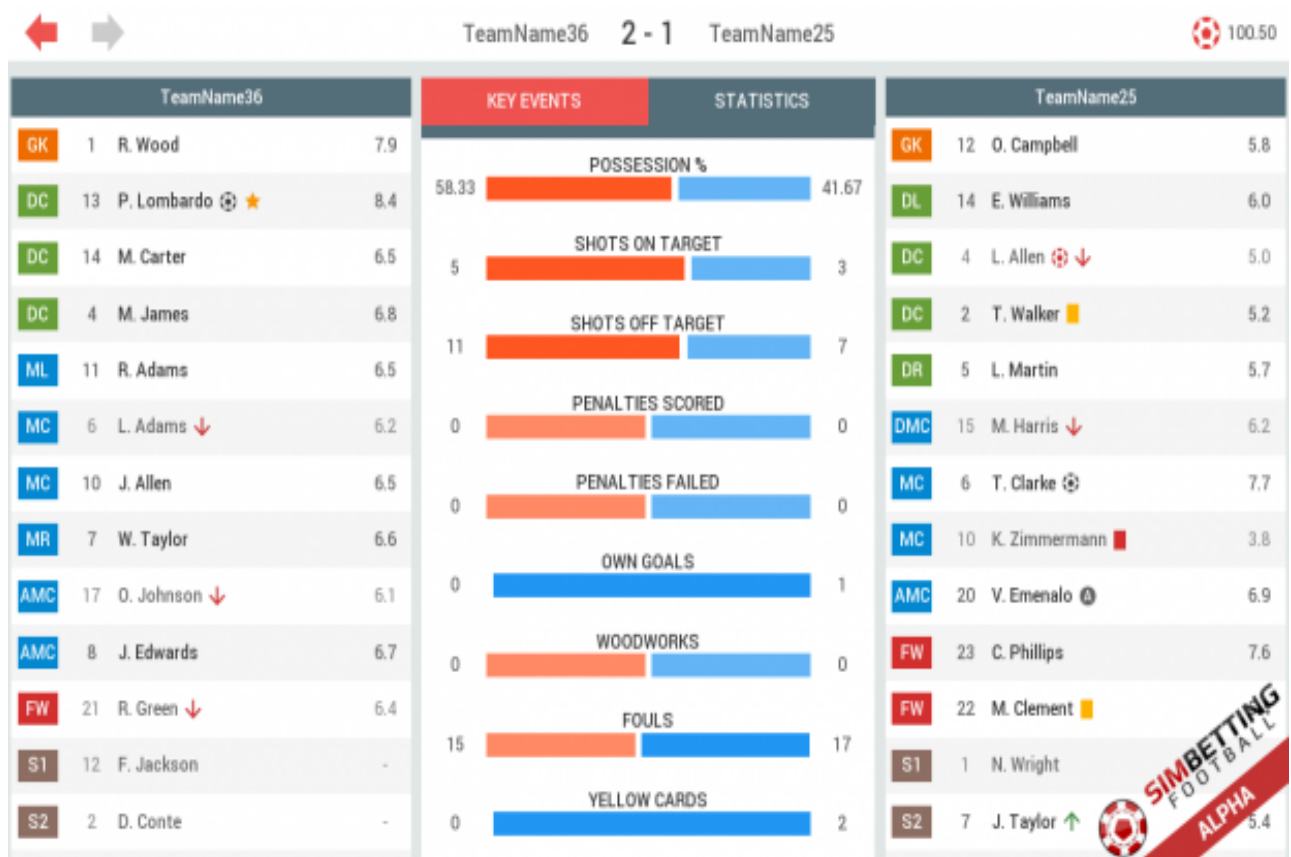 TeamName36 2 - 1 TeamName25 100.50
TeamName36
GK 1 R. Wood 7.9
DC 13 P. Lombardo 8.4
DC 14 M. Carter 6.5
DC 4 M. James 6.8
ML 11 R. Adams 6.5
MC 6 L. Adams 6.2
MC 10 J. Allen 6.5
MR 7 W. Taylor 6.6
AMC 17 O. Johnson 6.1
AMC 8 J. Edwards 6.7
FW 21 R. Green 6.4
S1 12 F. Jackson -
S2 2 D. Conte -
KEY EVENTS STATISTICS
POSSESSION %
58.33 41.67
SHOTS ON TARGET
5 3
SHOTS OFF TARGET
11 7
PENALTIES SCORED
0 0
PENALTIES FAILED
0 0
OWN GOALS
0 1
WOODWORKS
0 0
FOULS
15 17
YELLOW CARDS
0 2
TeamName25
GK 12 O. Campbell 5.8
DL 14 E. Williams 6.0
DC 4 L. Allen 5.0
DC 2 T. Walker 5.2
DR 5 L. Martin 5.7
DMC 15 M. Harris 6.2
MC 6 T. Clarke 7.7
MC 10 K. Zimmermann 3.8
AMC 20 V. Emenalo A 6.9
FW 23 C. Phillips 7.6
FW 22 M. Clement
S1 1 N. Wright
S2 7 J. Taylor 5.4
SIMBETTING
FOOTBALL
ALPHA